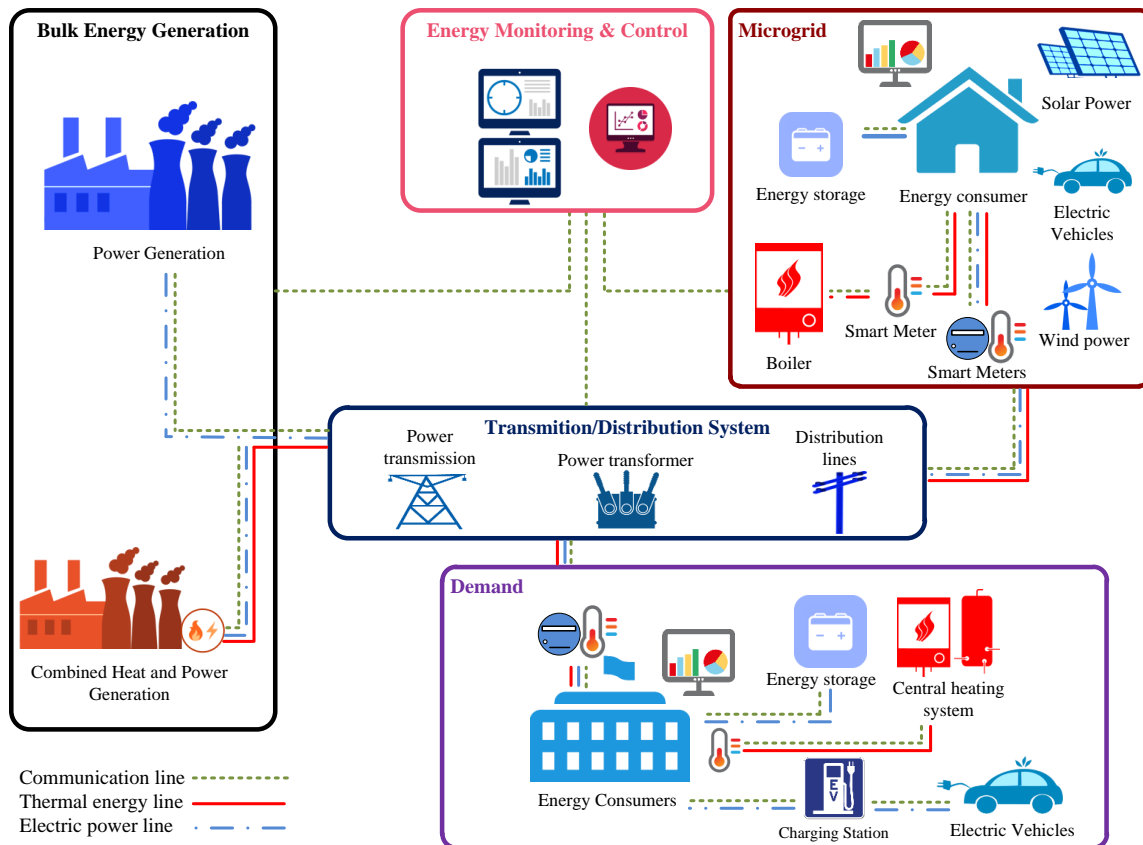 Bulk Energy Generation
Power Generation
Combined Heat and Power
Generation
Energy Monitoring & Control
Microgrid
Solar Power
Energy storage
Energy consumer
Electric
Vehicles
Boiler
Smart Meter
Smart Meters
Wind power
Transmition/Distribution System
Power
transmission
Power transformer
Distribution
lines
Demand
Energy storage
Central heating
system
Energy Consumers
EV
Charging Station
Electric Vehicles
Communication line
Thermal energy line
Electric power line